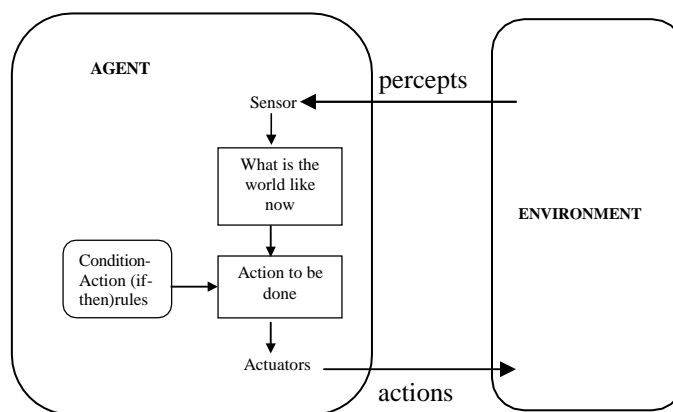 AGENT
percepts
Sensor
What is the
world like
now
ENVIRONMENT
Condition-
Action (if-
then)rules
Action to be
done
Actuators
actions